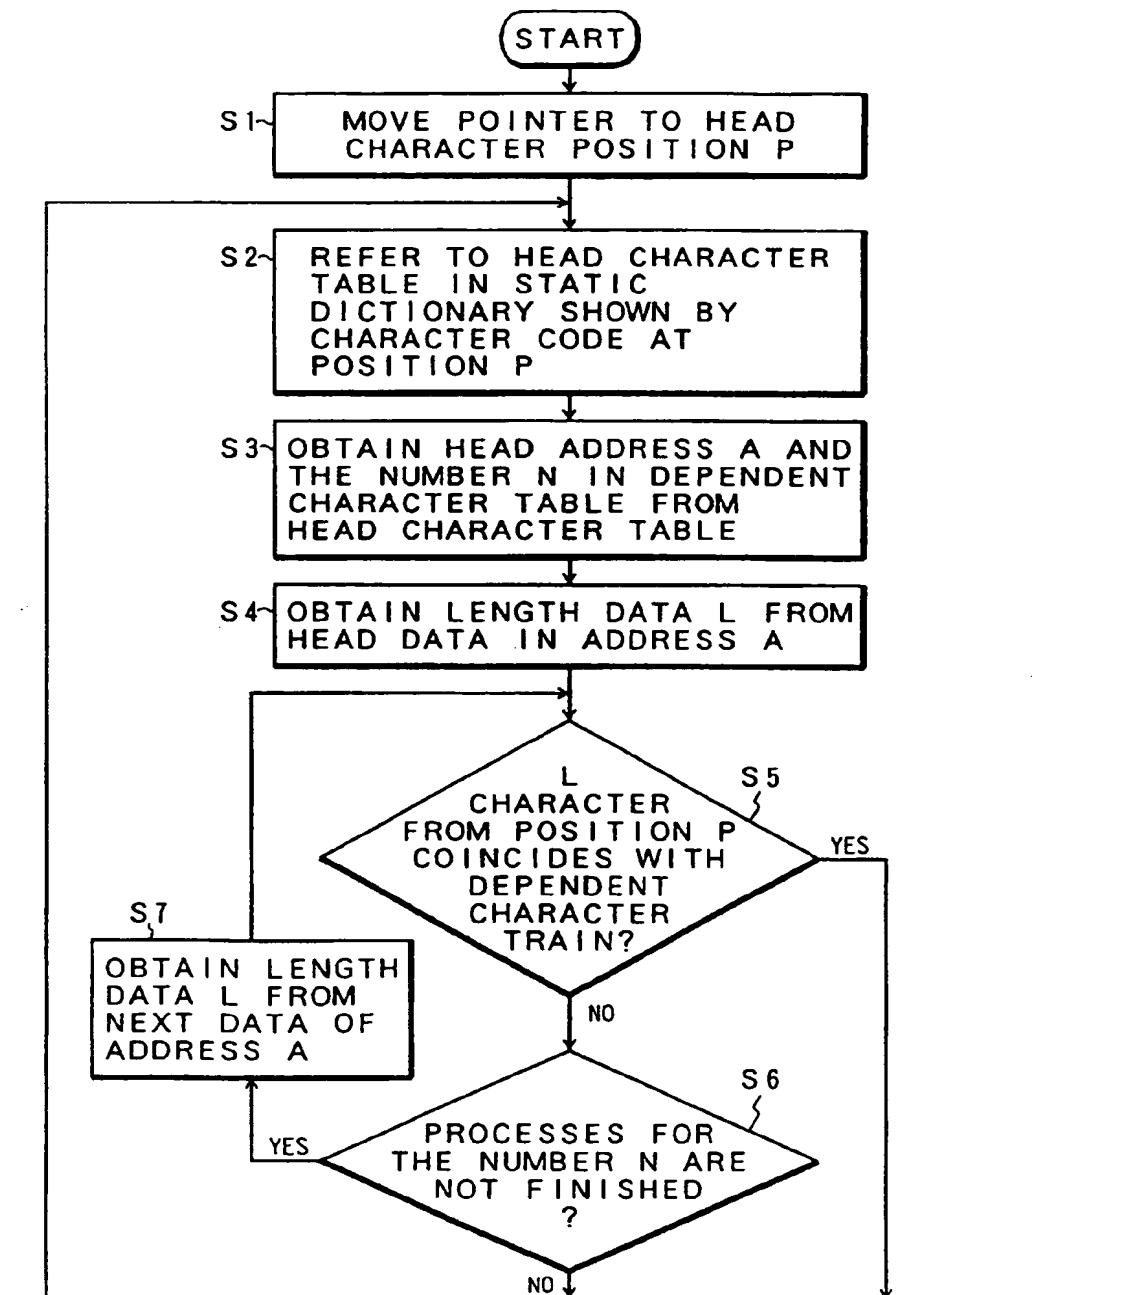 START
S1
MOVE POINTER TO HEAD
CHARACTER POSITION P
S2
REFER TO HEAD CHARACTER
TABLE IN STATIC
DICTIONARY SHOWN BY
CHARACTER CODE AT
POSITION P
S3
OBTAIN HEAD ADDRESS A AND
THE NUMBER N IN DEPENDENT
CHARACTER TABLE FROM
HEAD CHARACTER TABLE
S4
OBTAIN LENGTH DATA L FROM
HEAD DATA IN ADDRESS A
S5
L
CHARACTER
FROM POSITION P
COINCIDES WITH
DEPENDENT
CHARACTER
TRAIN?
YES
S7
OBTAIN LENGTH
DATA L FROM
NEXT DATA OF
ADDRESS A
NO
S6
PROCESSES FOR
THE NUMBER N ARE
NOT FINISHED
?
YES
NO